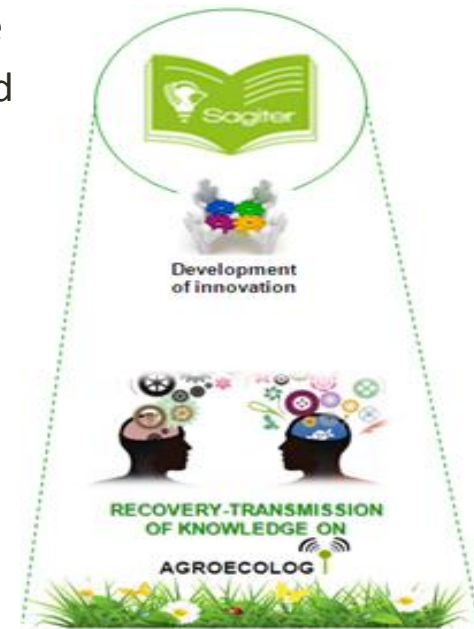 e
d
Sagiter
Development
of innovation
RECOVERY-TRANSMISSION
OF KNOWLEDGE ON
AGROECOLOG